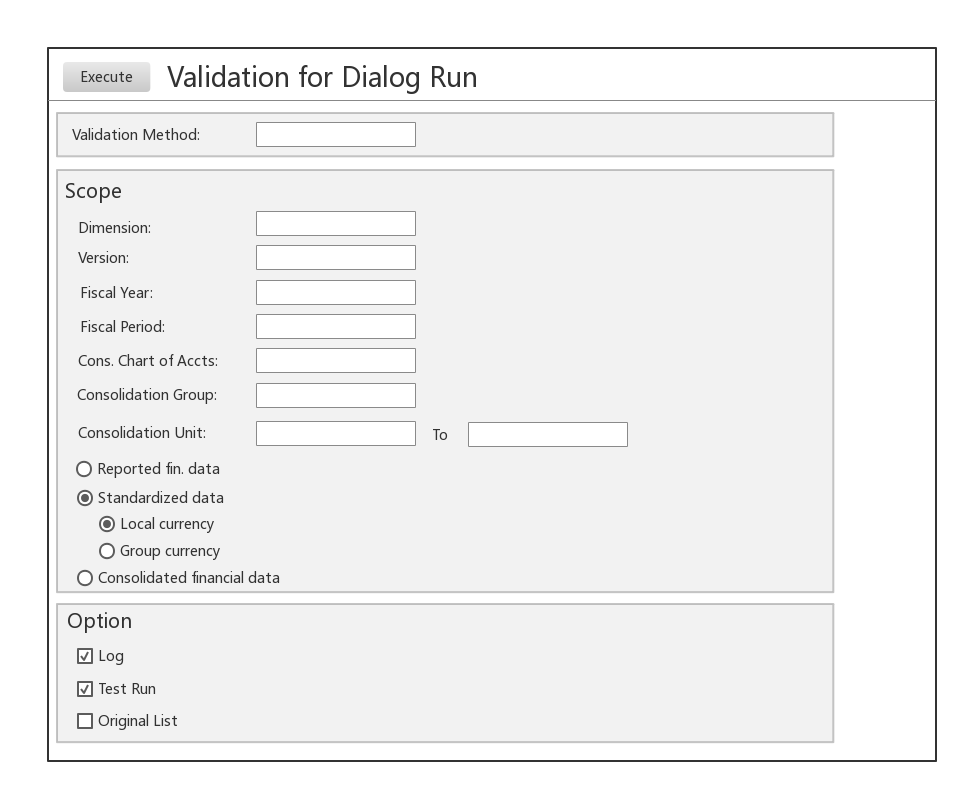 Execute Validation for Dialog Run
Validation Method:
Scope
Dimension:
Version:
Fiscal Year:
Fiscal Period:
Cons. Chart of Accts:
Consolidation Group:
Consolidation Unit: To
Reported fin. data
Standardized data
Local currency
Group currency
Consolidated financial data
Option
Log
Test Run
Original List